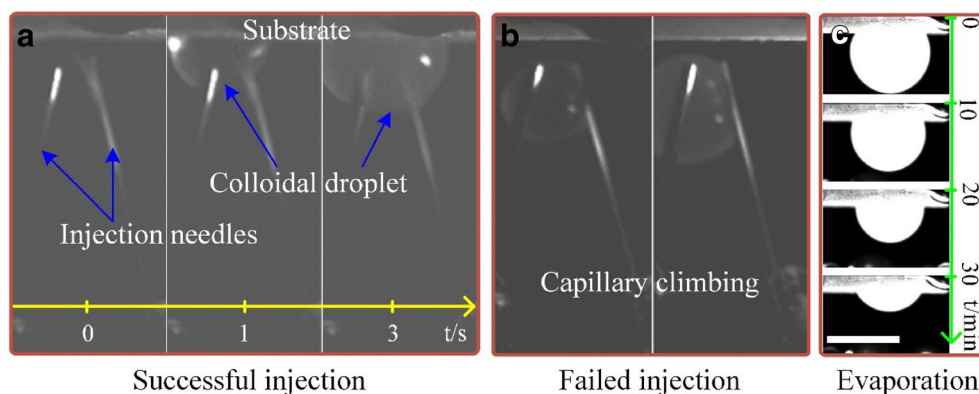 a
Substrate
Colloidal droplet
Injection needles
0
1
3
t/s
Successful injection
b
Capillary climbing
Failed injection
c
0
10
20
30
t/min
Evaporation